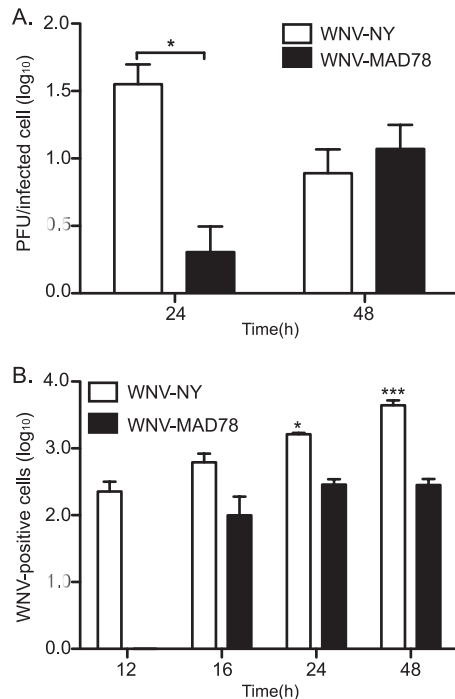 A.
PFU/infected cell (log10)
2.0
1.5
1.0
0.5
0.0
*
WNV-NY
WNV-MAD78
24
48
Time(h)
B.
WNV-positive cells (log10)
4.0
3.0
2.0
1.0
0.0
WNV-NY
WNV-MAD78
*
***
12
16
24
48
Time(h)